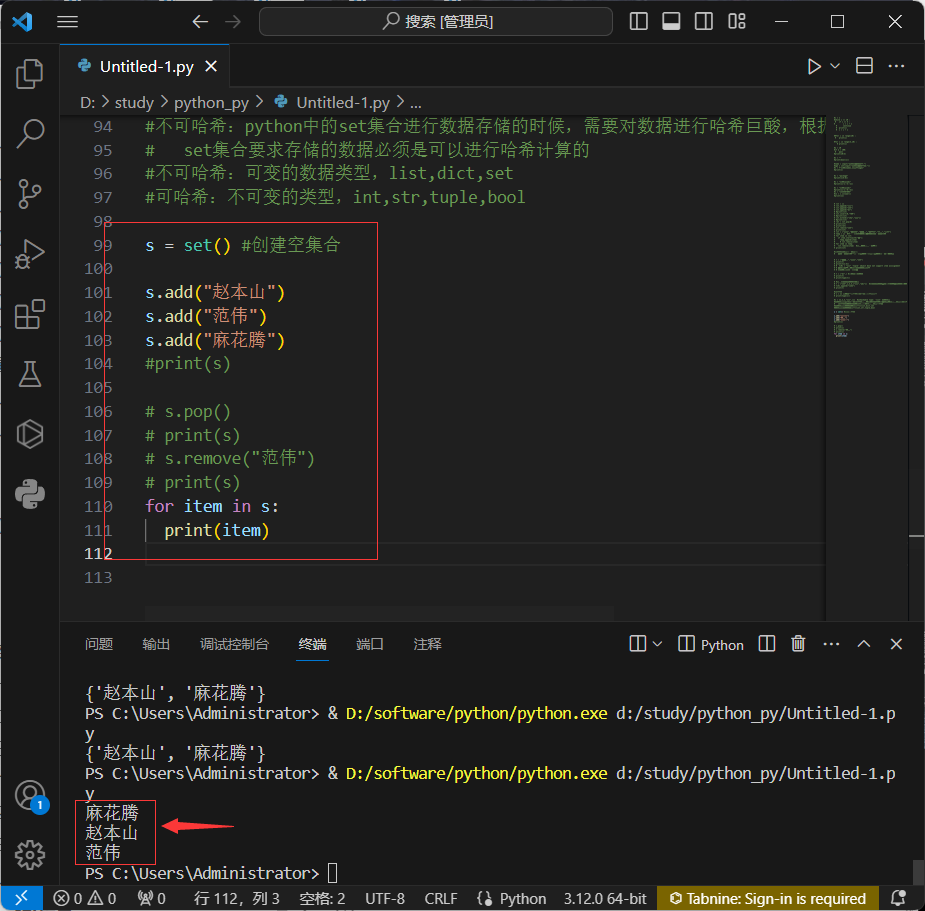 搜索 [管理员]
Untitled-1.py
D: > study > python_py > Untitled-1.py > ...
94 #不可哈希：python中的set集合进行数据存储的时候，需要对数据进行哈希巨酸，根据
95 #   set集合要求存储的数据必须是可以进行哈希计算的
96 #不可哈希：可变的数据类型，list,dict,set
97 #可哈希：不可变的类型，int,str,tuple,bool
98
99 s = set() #创建空集合
100
101 s.add("赵本山")
102 s.add("范伟")
103 s.add("麻花腾")
104 #print(s)
105
106 # s.pop()
107 # print(s)
108 # s.remove("范伟")
109 # print(s)
110 for item in s:
111   print(item)
112
113
问题 输出 调试控制台 终端 端口 注释 Python
{'赵本山', '麻花腾'}
PS C:\Users\Administrator> & D:/software/python/python.exe d:/study/python_py/Untitled-1.p
y
{'赵本山', '麻花腾'}
PS C:\Users\Administrator> & D:/software/python/python.exe d:/study/python_py/Untitled-1.p
y
麻花腾
赵本山
范伟
PS C:\Users\Administrator>
1
0 0 0 行 112，列 3 空格: 2 UTF-8 CRLF Python 3.12.0 64-bit Tabnine: Sign-in is required